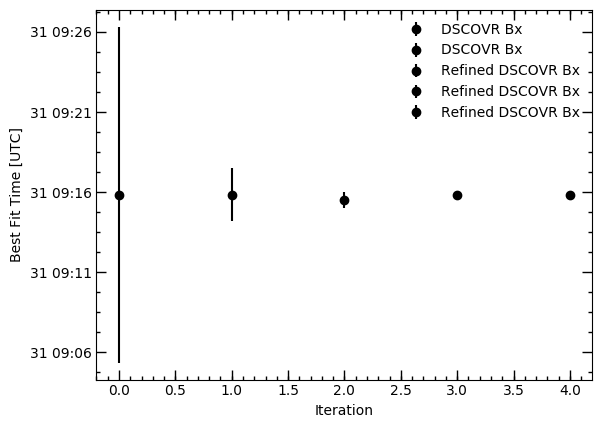 31 09:26
31 09:21
31 09:16
31 09:11
31 09:06
Best Fit Time [UTC]
DSCOVR Bx
DSCOVR Bx
Refined DSCOVR Bx
Refined DSCOVR Bx
Refined DSCOVR Bx
0.0 0.5 1.0 1.5 2.0 2.5 3.0 3.5 4.0
Iteration